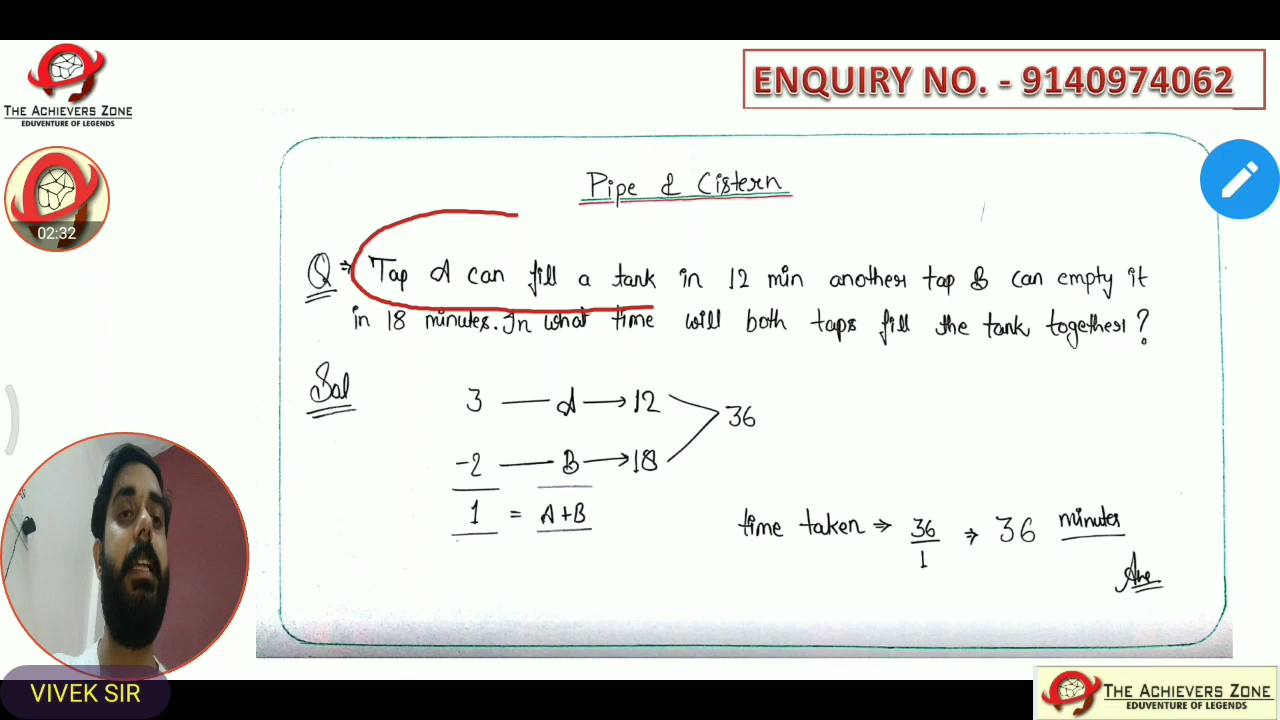 THE ACHIEVERS ZONE
EDUVENTURE OF LEGENDS
ENQUIRY NO. - 9140974062
02:32
Pipe & Cistern
Q ⇒ Tap A can fill a tank in 12 min another tap B can empty it
in 18 minutes. In what time will both taps fill the tank together?
Sol
3 — A → 12
36
-2 — B → 18
1 = A+B
time taken ⇒ 36/1 ⇒ 36 minutes
Ans
VIVEK SIR
THE ACHIEVERS ZONE
EDUVENTURE OF LEGENDS